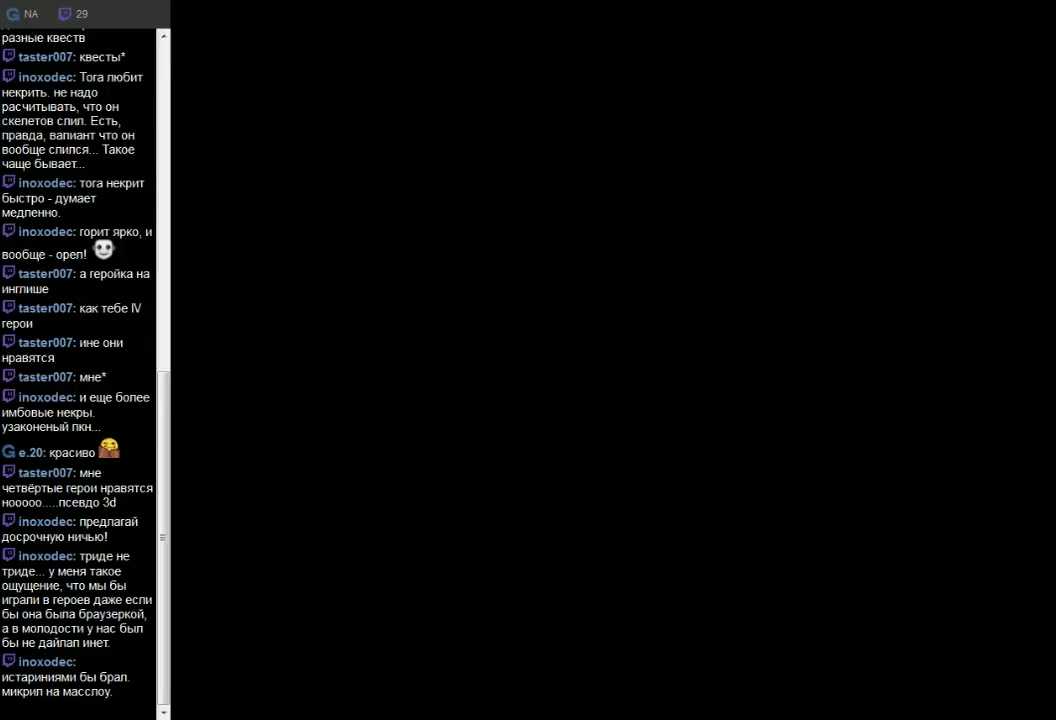 NA 29
разные квеств
taster007: квесты*
inoxodec: Тога любит
некрить. не надо
расчитывать, что он
скелетов слил. Есть,
правда, вапиант что он
вообще слился... Такое
чаще бывает...
inoxodec: тога некрит
быстро - думает
медленно.
inoxodec: горит ярко, и
вообще - орел!
taster007: а геройка на
инглише
taster007: как тебе IV
герои
taster007: ине они
нравятся
taster007: мне*
inoxodec: и еще более
имбовые некры.
узаконеный пкн...
e.20: красиво
taster007: мне
четвёртые герои нравятся
нооооо.....псевдо 3d
inoxodec: предлагай
досрочную ничью!
inoxodec: триде не
триде... у меня такое
ощущение, что мы бы
играли в героев даже если
бы она была браузеркой,
а в молодости у нас был
бы не дайлап инет.
inoxodec:
истариниями бы брал.
микрил на масслоу.